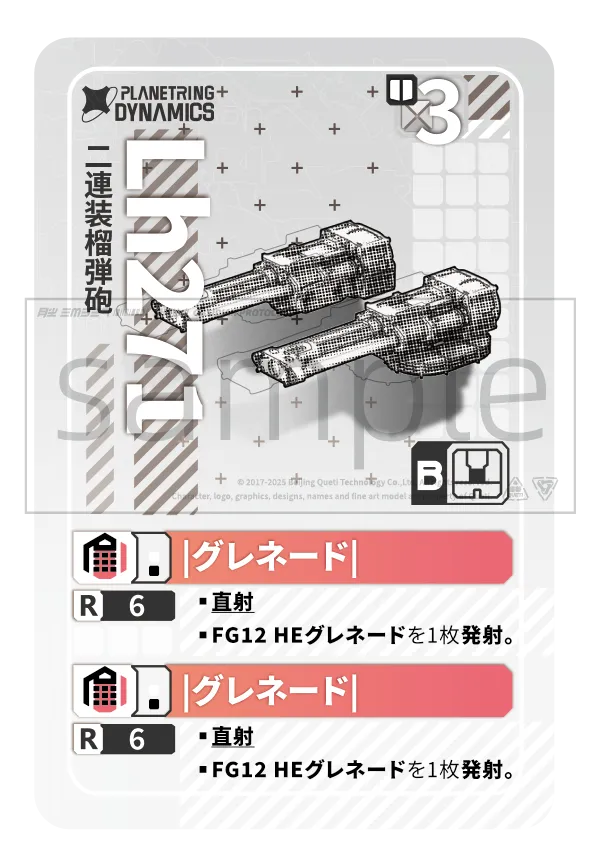 PLANETRING
DYNAMICS
3
二連装榴弾砲
Lh271
sample
© 2017-2025 Beijing Queti Technology Co.,Ltd.
Character, logo, graphics, designs, names and fine art model
B
|グレネード|
R 6
▪直射
▪FG12 HEグレネードを1枚発射。
|グレネード|
R 6
▪直射
▪FG12 HEグレネードを1枚発射。